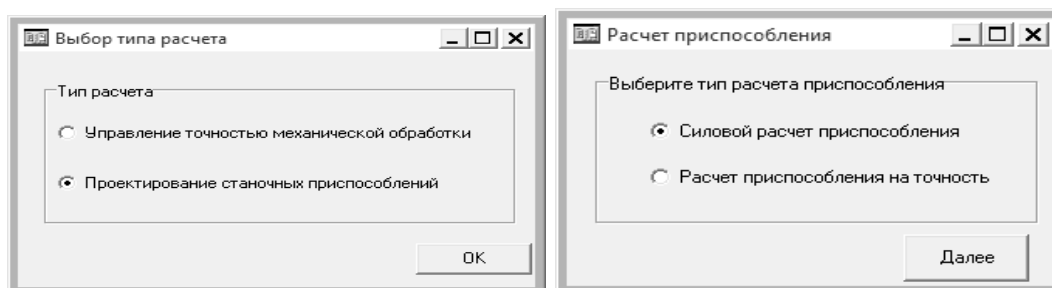 Выбор типа расчета
Тип расчета
Управление точностью механической обработки
Проектирование станочных приспособлений
OK
Расчет приспособления
Выберите тип расчета приспособления
Силовой расчет приспособления
Расчет приспособления на точность
Далее